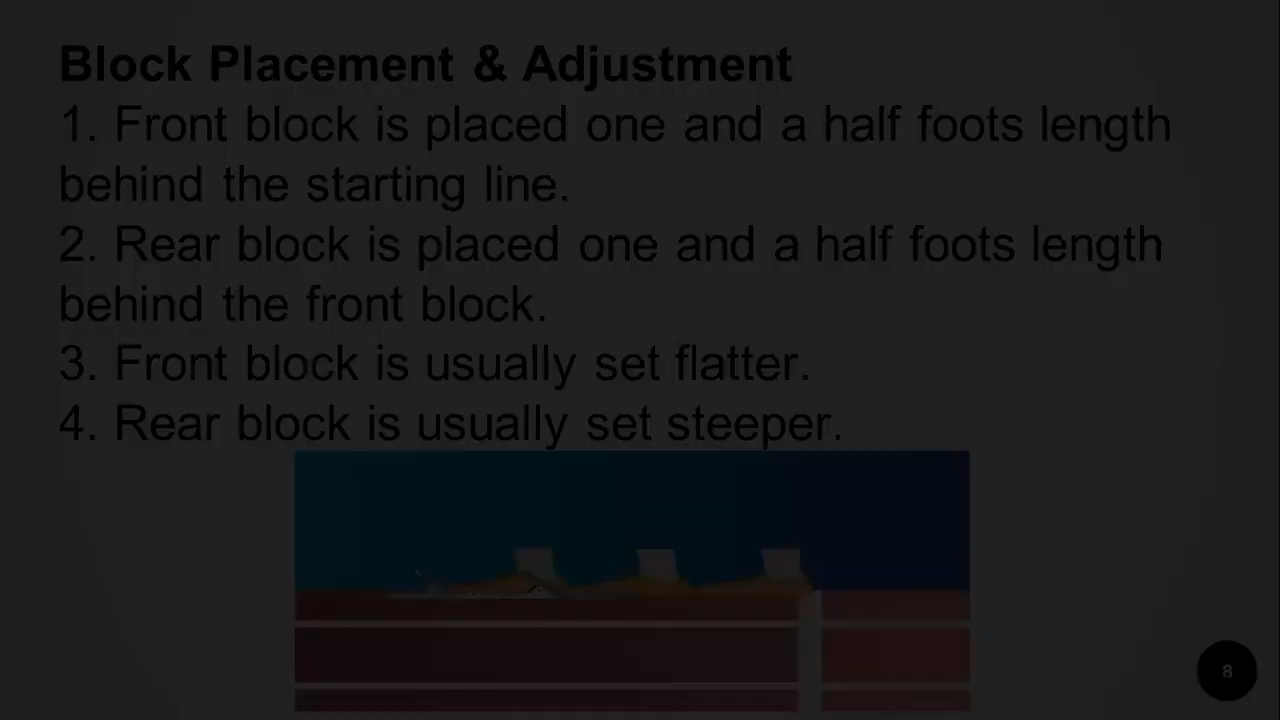 Block Placement & Adjustment
1. Front block is placed one and a half foots length
behind the starting line.
2. Rear block is placed one and a half foots length
behind the front block.
3. Front block is usually set flatter.
4. Rear block is usually set steeper.
8